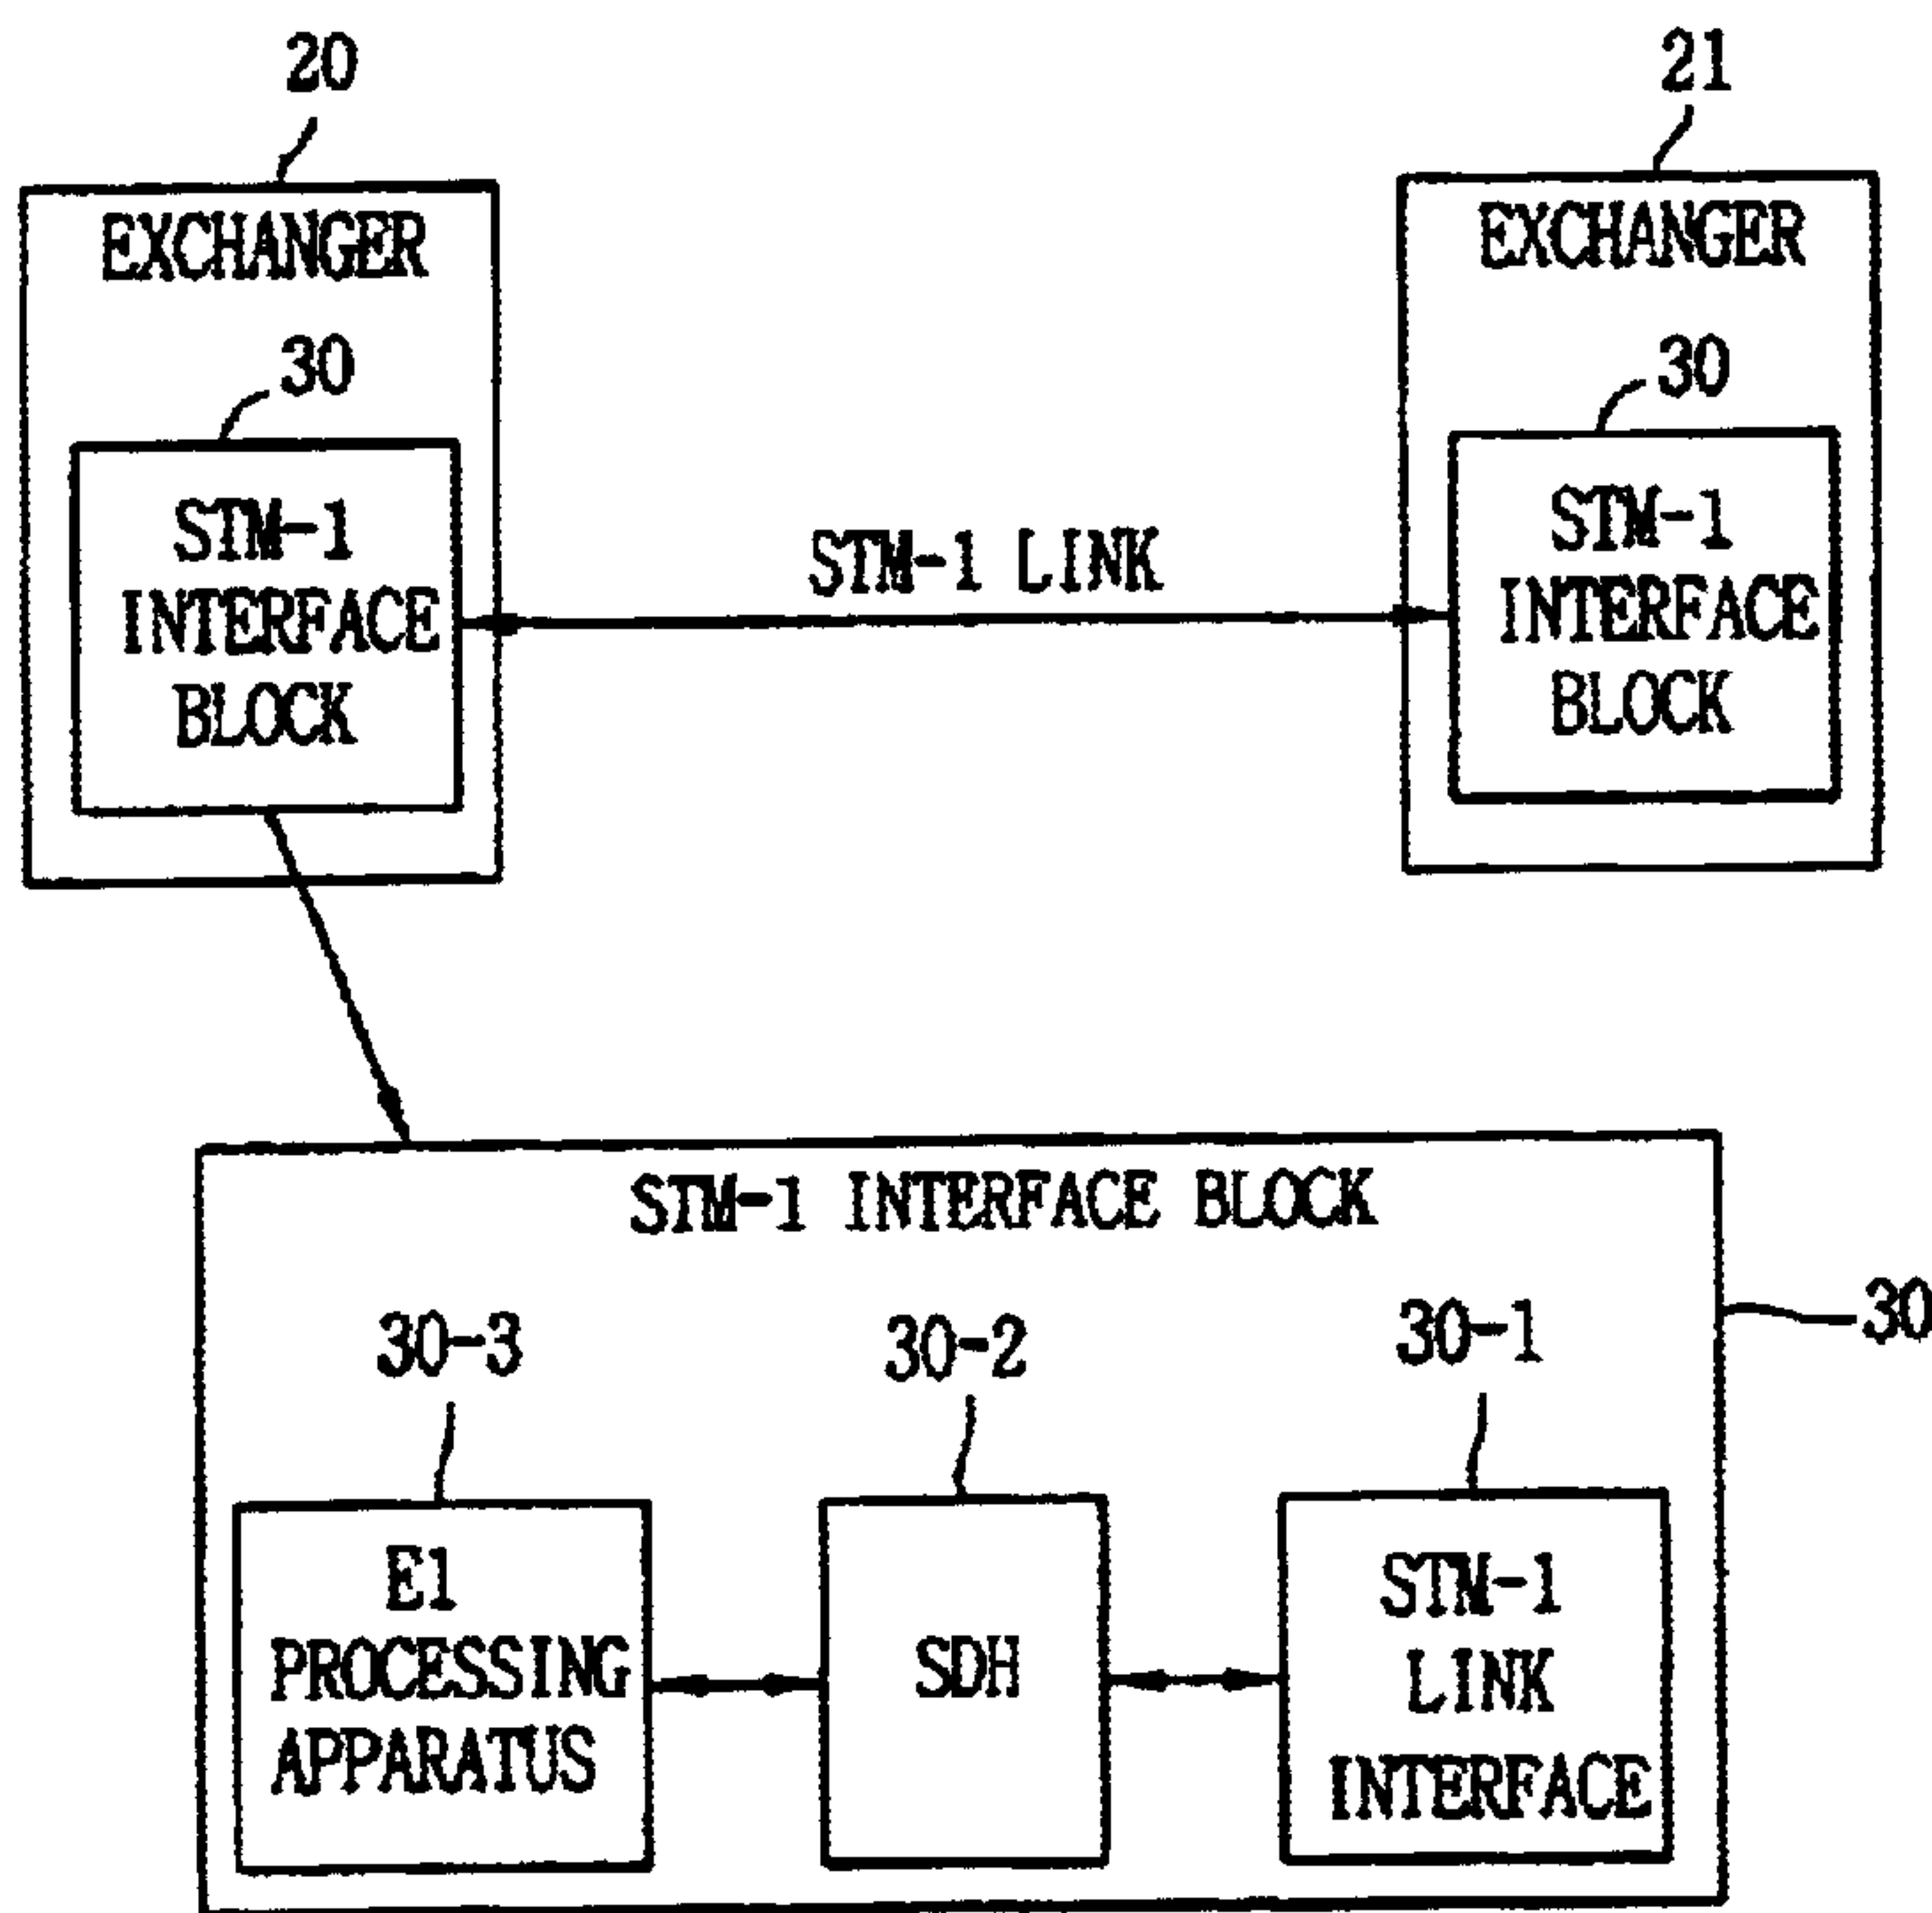 20
21
EXCHANGER
EXCHANGER
30
30
STM-1
INTERFACE
BLOCK
STM-1 LINK
STM-1
INTERFACE
BLOCK
STM-1 INTERFACE BLOCK
30
30-3
30-2
30-1
E1
PROCESSING
APPARATUS
SDH
STM-1
LINK
INTERFACE